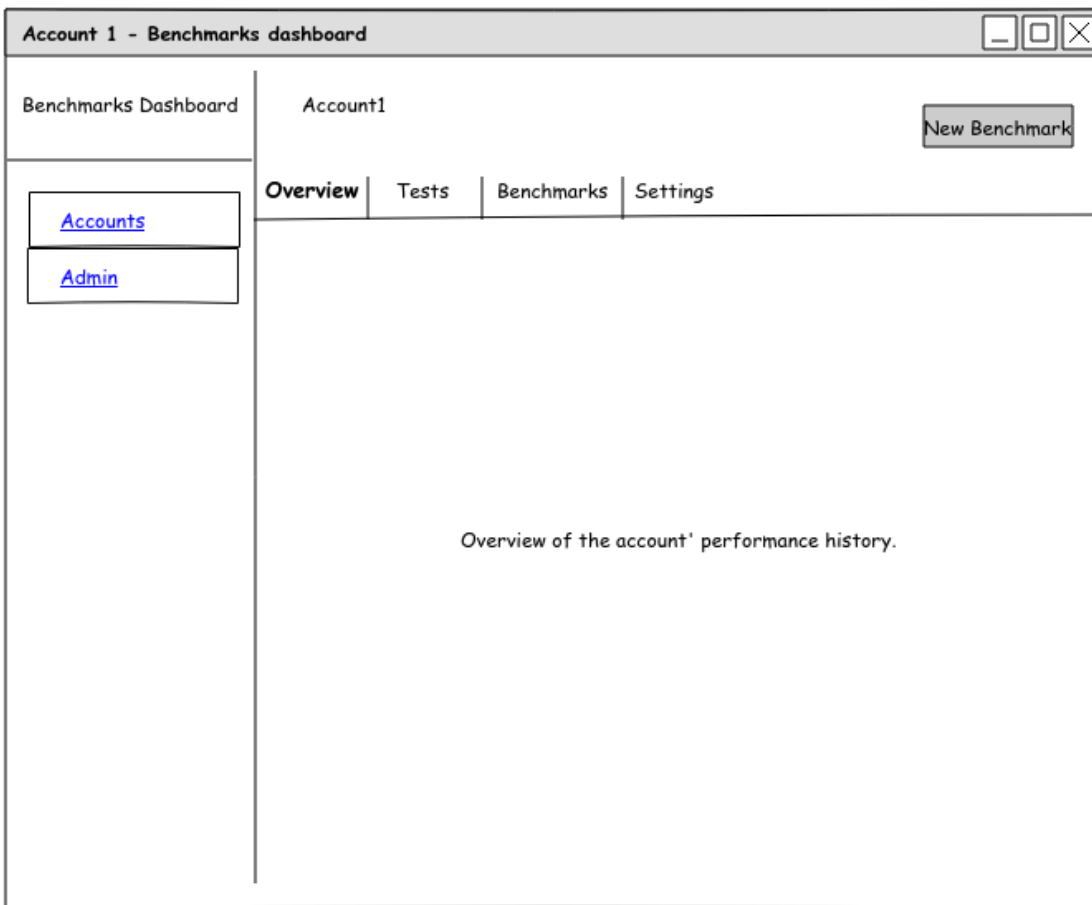 Account 1 - Benchmarks dashboard
Benchmarks Dashboard
Account1
New Benchmark
Overview
Tests
Benchmarks
Settings
Accounts
Admin
Overview of the account' performance history.